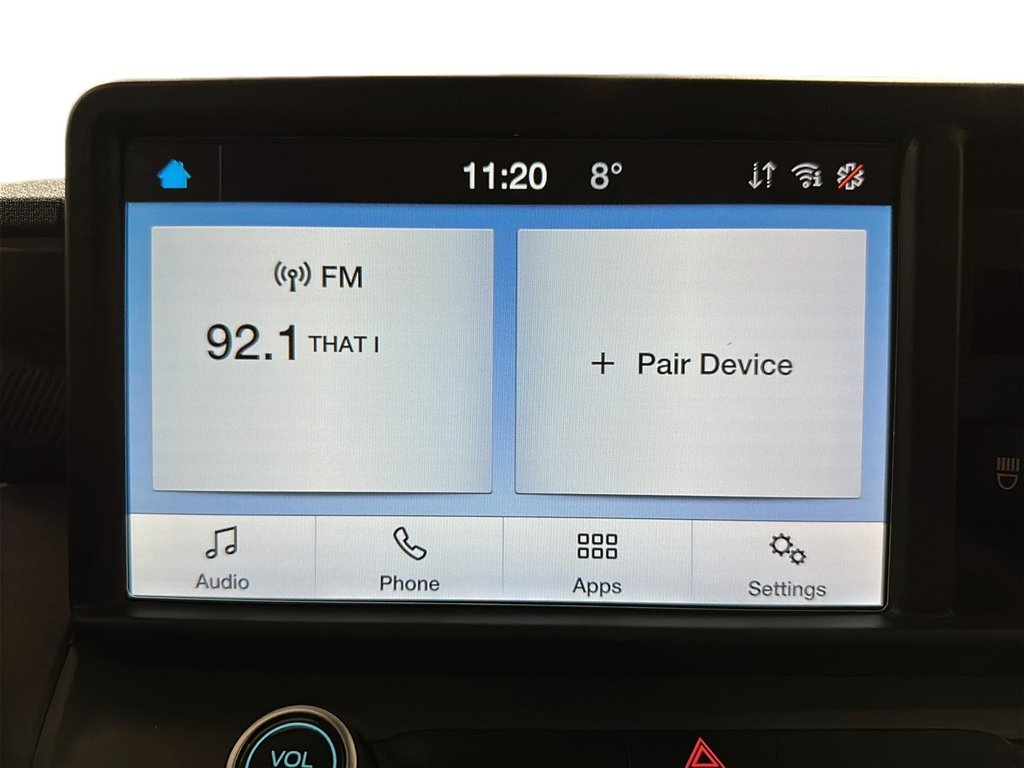 11:20 8°
FM
92.1 THAT I
+ Pair Device
Audio Phone Apps Settings
VOL